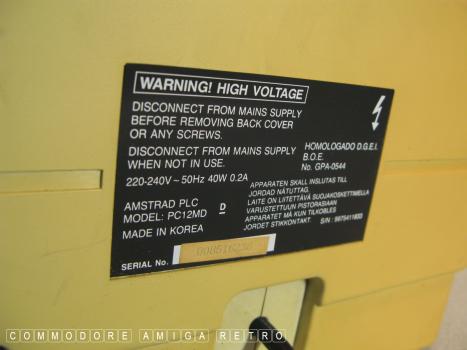 WARNING! HIGH VOLTAGE
DISCONNECT FROM MAINS SUPPLY
BEFORE REMOVING BACK COVER
OR ANY SCREWS.
DISCONNECT FROM MAINS SUPPLY
WHEN NOT IN USE.
220-240V ~ 50Hz 40W 0.2A
AMSTRAD PLC
MODEL: PC12MD D
MADE IN KOREA
SERIAL No.
HOMOLOGADO D.G.E.I.
B.O.E.
No. GPA-0544
APPARATEN SKALL INSLUTAS TILL
JORDAD NÄTUTTAG.
LAITE ON LIITETTÄVÄ SUOJAKOSKETTIMELLA
VARUSTETTUUN PISTORASIAAN
APPARATET MÅ KUN TILKOBLES
JORDET STIKKONTAKT.
S/N : 9875411833
COMMODORE AMIGA RETRO